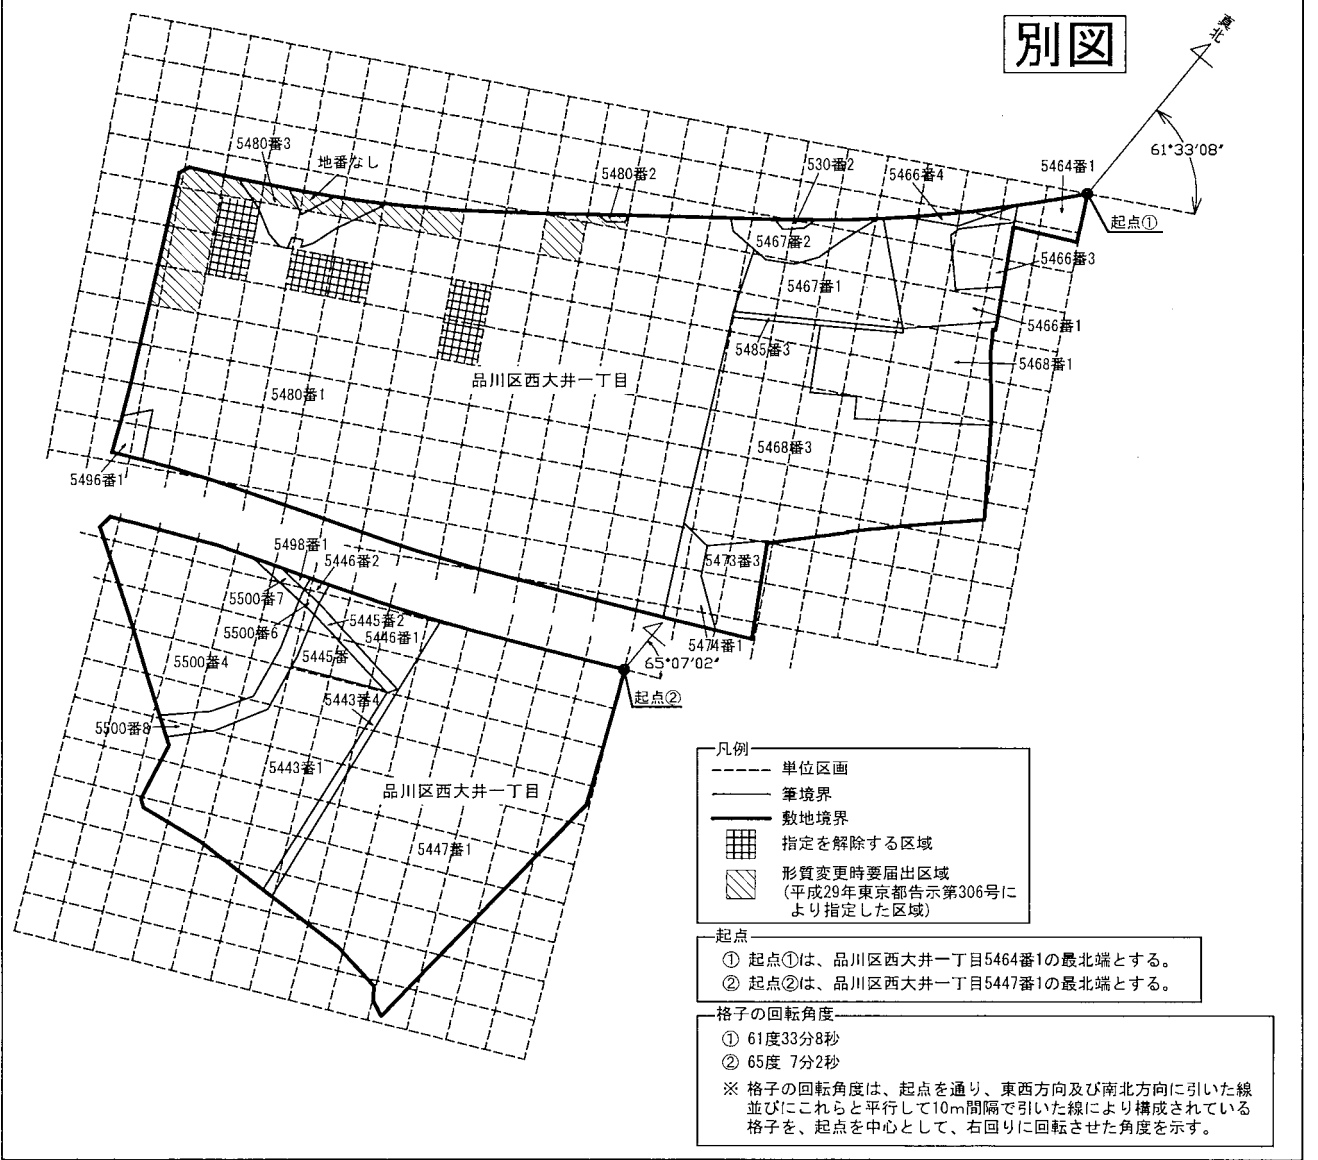 別図
真北
61°33′08″
5480番3
地番なし
5480番2
530番2
5466番4
5464番1
起点①
5467番2
5466番3
5467番1
5466番1
5485番3
5468番1
品川区西大井一丁目
5480番1
5468番3
5496番1
5498番1
5446番2
5473番3
5500番7
5445番2
5500番6
5446番1
5474番1
5445番
65°07′02″
5500番4
5443番4
起点②
5500番8
5443番1
品川区西大井一丁目
5447番1
凡例
単位区画
筆境界
敷地境界
指定を解除する区域
形質変更時要届出区域
(平成29年東京都告示第306号に
より指定した区域)
起点
① 起点①は、品川区西大井一丁目5464番1の最北端とする。
② 起点②は、品川区西大井一丁目5447番1の最北端とする。
格子の回転角度
① 61度33分8秒
② 65度 7分2秒
※ 格子の回転角度は、起点を通り、東西方向及び南北方向に引いた線
並びにこれらと平行して10m間隔で引いた線により構成されている
格子を、起点を中心として、右回りに回転させた角度を示す。